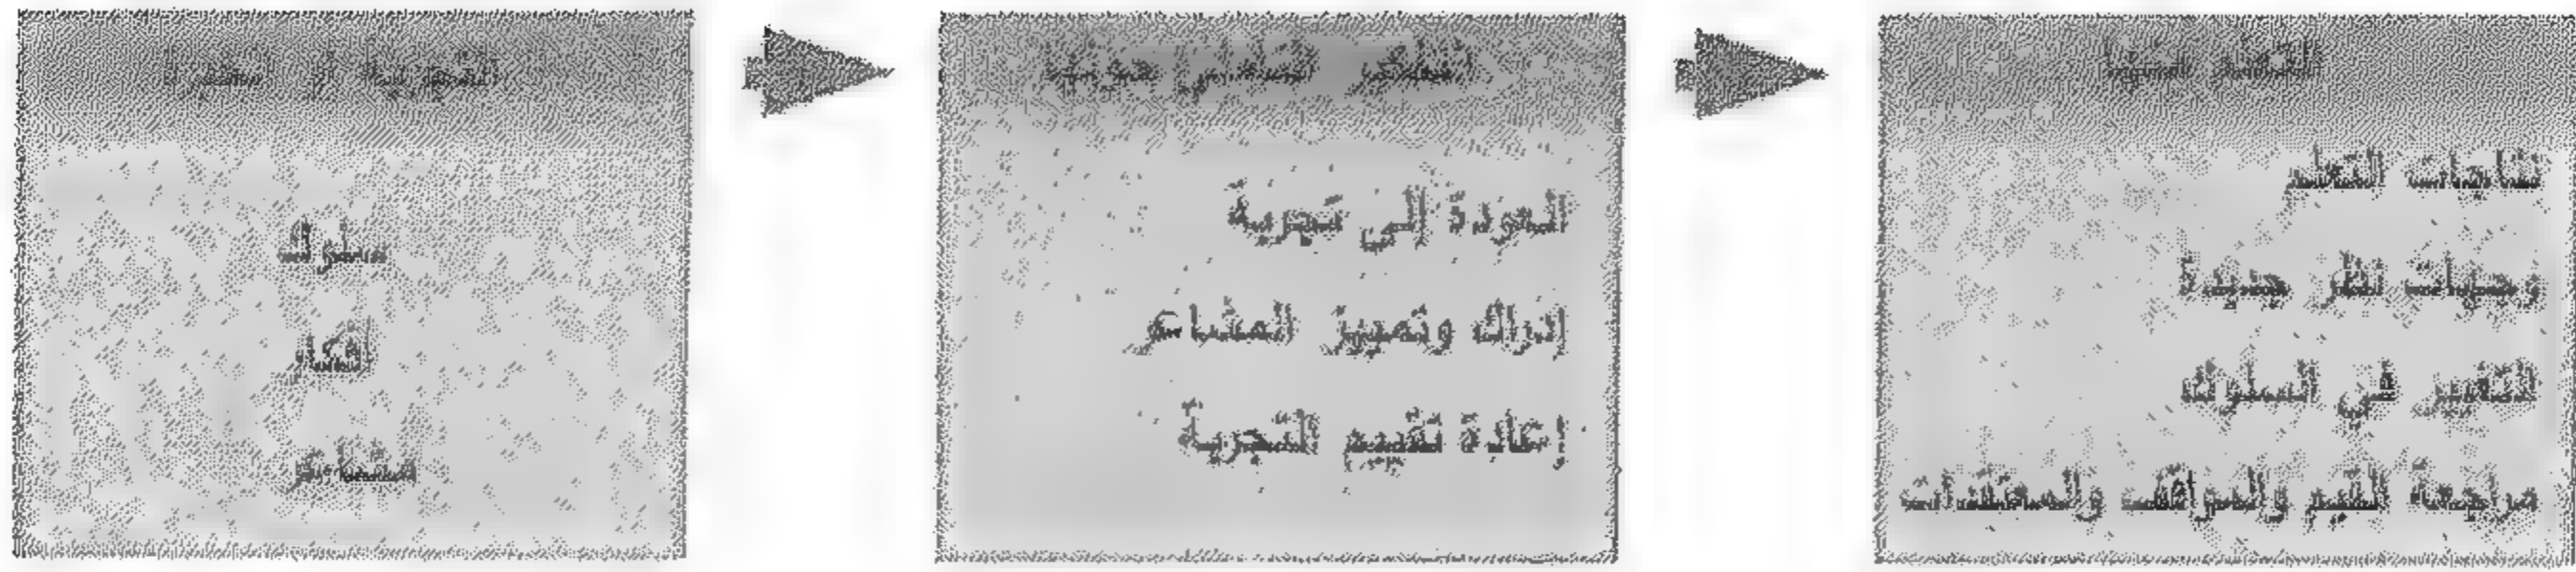 سلوك
أفكار
مشاعر
العودة إلى تجربة
إدراك وتمييز المشاعر
إعادة تقييم التجربة
نتاجات التعلم
وجهات نظر جديدة
التغير في السلوك
مراجعة القيم والمواقف والمعتقدات